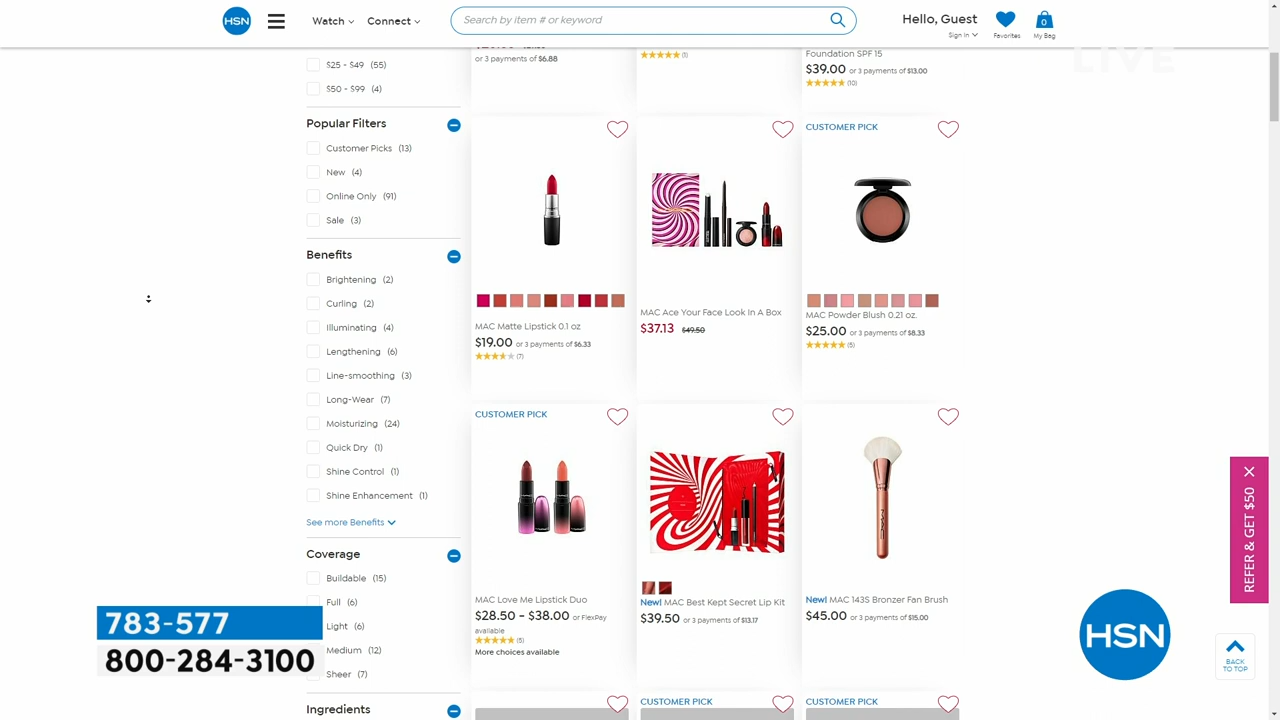 HSN
Watch
Connect
Search by item # or keyword
Hello, Guest
Sign In
Favorites
0
My Bag
LIVE
$25 - $49 (55)
$50 - $99 (4)
Popular Filters
Customer Picks (13)
New (4)
Online Only (91)
Sale (3)
Benefits
Brightening (2)
Curling (2)
Illuminating (4)
Lengthening (6)
Line-smoothing (3)
Long-Wear (7)
Moisturizing (24)
Quick Dry (1)
Shine Control (1)
Shine Enhancement (1)
See more Benefits
Coverage
Buildable (15)
Full (6)
Light (6)
Medium (12)
Sheer (7)
Ingredients
or 3 payments of $6.88
(1)
Foundation SPF 15
$39.00 or 3 payments of $13.00
(10)
MAC Matte Lipstick 0.1 oz
$19.00 or 3 payments of $6.33
(7)
MAC Ace Your Face Look In A Box
$37.13 $49.50
CUSTOMER PICK
MAC Powder Blush 0.21 oz.
$25.00 or 3 payments of $8.33
(5)
CUSTOMER PICK
MAC Love Me Lipstick Duo
$28.50 - $38.00 or FlexPay
available
(5)
More choices available
New! MAC Best Kept Secret Lip Kit
$39.50 or 3 payments of $13.17
New! MAC 143S Bronzer Fan Brush
$45.00 or 3 payments of $15.00
CUSTOMER PICK
CUSTOMER PICK
REFER & GET $50
783-577
800-284-3100
HSN
BACK
TO TOP